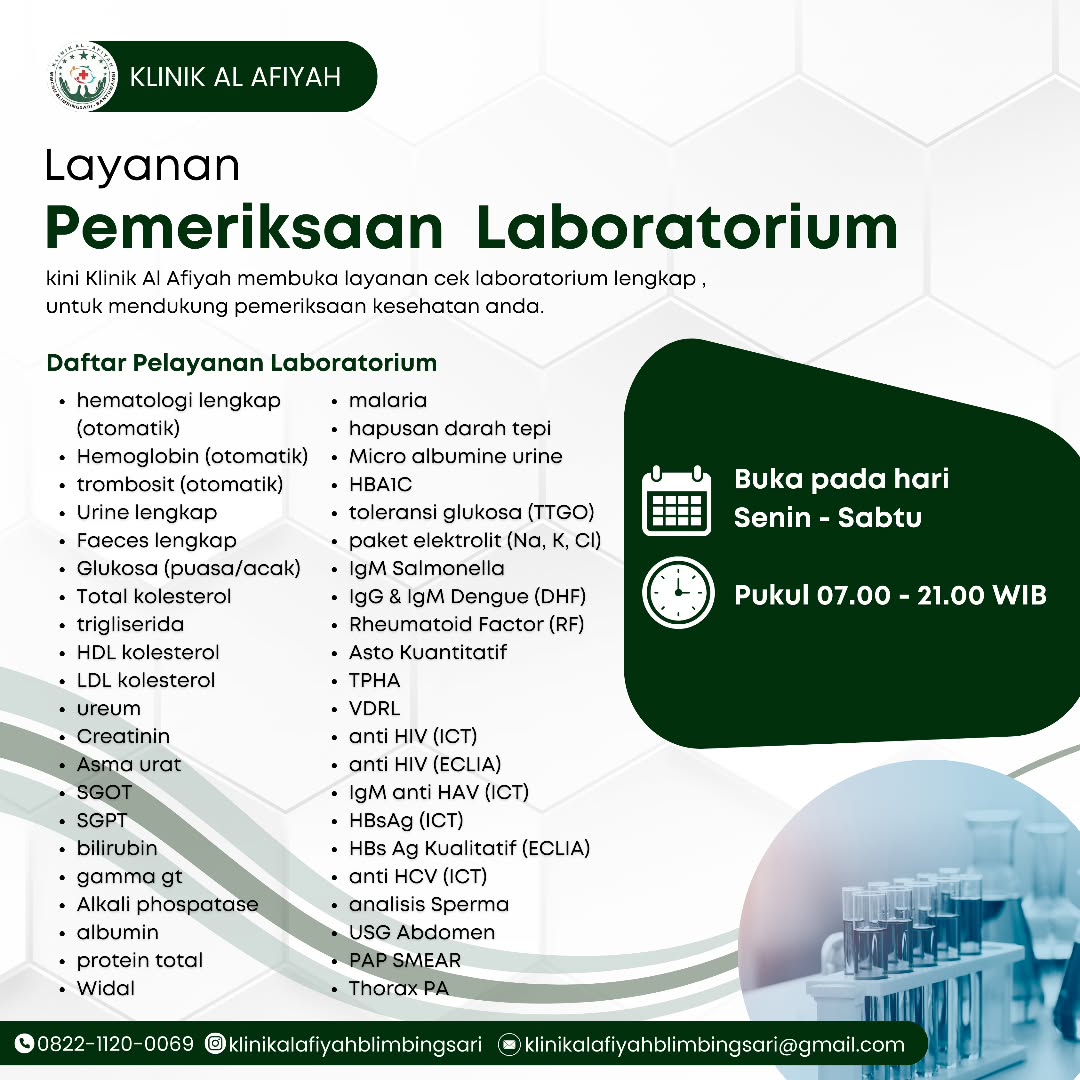 KLINIK AL AFIYAH
Layanan
Pemeriksaan Laboratorium
kini Klinik Al Afiyah membuka layanan cek laboratorium lengkap ,
untuk mendukung pemeriksaan kesehatan anda.
Daftar Pelayanan Laboratorium
• hematologi lengkap
(otomatik)
• Hemoglobin (otomatik)
• trombosit (otomatik)
• Urine lengkap
• Faeces lengkap
• Glukosa (puasa/acak)
• Total kolesterol
• trigliserida
• HDL kolesterol
• LDL kolesterol
• ureum
• Creatinin
• Asma urat
• SGOT
• SGPT
• bilirubin
• gamma gt
• Alkali phospatase
• albumin
• protein total
• Widal
• malaria
• hapusan darah tepi
• Micro albumine urine
• HBA1C
• toleransi glukosa (TTGO)
• paket elektrolit (Na, K, Cl)
• IgM Salmonella
• IgG & IgM Dengue (DHF)
• Rheumatoid Factor (RF)
• Asto Kuantitatif
• TPHA
• VDRL
• anti HIV (ICT)
• anti HIV (ECLIA)
• IgM anti HAV (ICT)
• HBsAg (ICT)
• HBs Ag Kualitatif (ECLIA)
• anti HCV (ICT)
• analisis Sperma
• USG Abdomen
• PAP SMEAR
• Thorax PA
Buka pada hari
Senin - Sabtu
Pukul 07.00 - 21.00 WIB
0822-1120-0069 klinikalafiyahblimbingsari klinikalafiyahblimbingsari@gmail.com